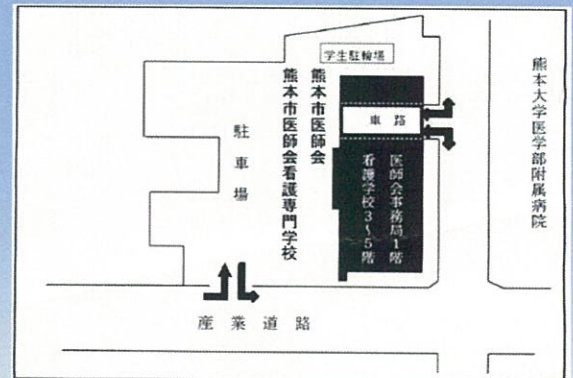 学生駐輪場
車路
熊本大学医学部附属病院
医師会事務局1階
看護学校3~5階
熊本市医師会
熊本市医師会看護専門学校
駐車場
産業道路